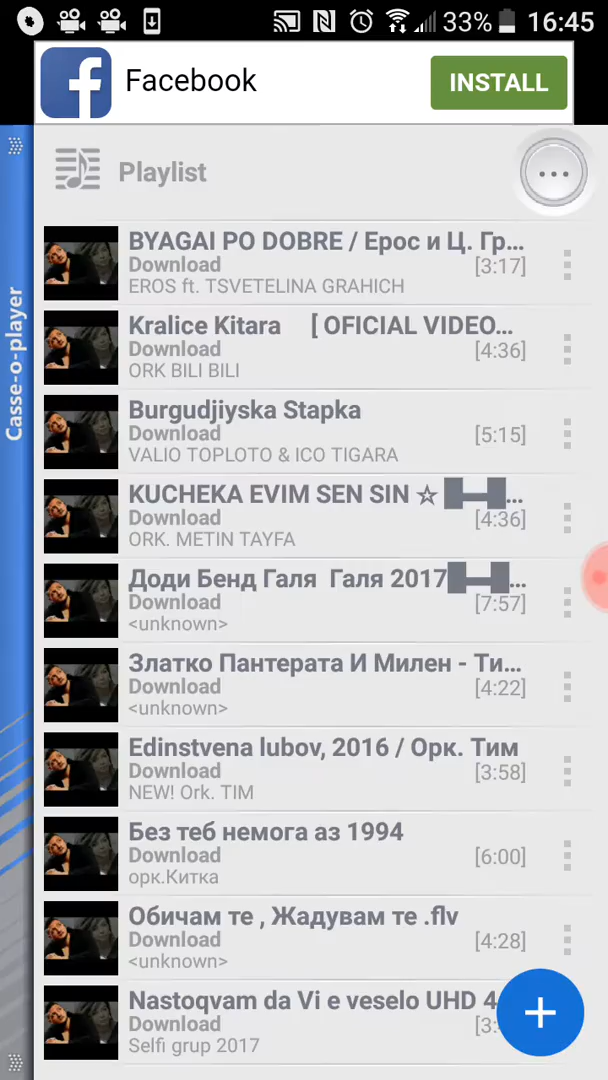 33% 16:45
Facebook
INSTALL
Playlist
Casse-o-player
BYAGAI PO DOBRE / Ерос и Ц. Гр...
Download
[3:17]
EROS ft. TSVETELINA GRAHICH
Kralice Kitara [ OFICIAL VIDEO...
Download
[4:36]
ORK BILI BILI
Burgudjiyska Stapka
Download
[5:15]
VALIO TOPLOTO & ICO TIGARA
KUCHEKA EVIM SEN SIN ☆ █▬█...
Download
[4:36]
ORK. METIN TAYFA
Доди Бенд Галя Галя 2017█▬█...
Download
[7:57]
<unknown>
Златко Пантерата И Милен - Ти...
Download
[4:22]
<unknown>
Edinstvena lubov, 2016 / Орк. Тим
Download
[3:58]
NEW! Ork. TIM
Без теб немога аз 1994
Download
[6:00]
орк.Китка
Обичам те , Жадувам те .flv
Download
[4:28]
<unknown>
Nastoqvam da Vi e veselo UHD 4
Download
[3:
Selfi grup 2017